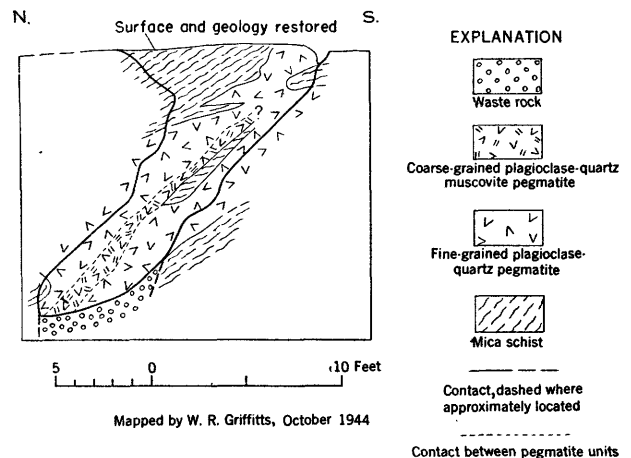 N.
S.
Surface and geology restored
?
5 0 10 Feet
Mapped by W. R. Griffitts, October 1944
EXPLANATION
Waste rock
Coarse-grained plagioclase-quartz
muscovite pegmatite
Fine-grained plagioclase-
quartz pegmatite
Mica schist
Contact, dashed where
approximately located
Contact between pegmatite units